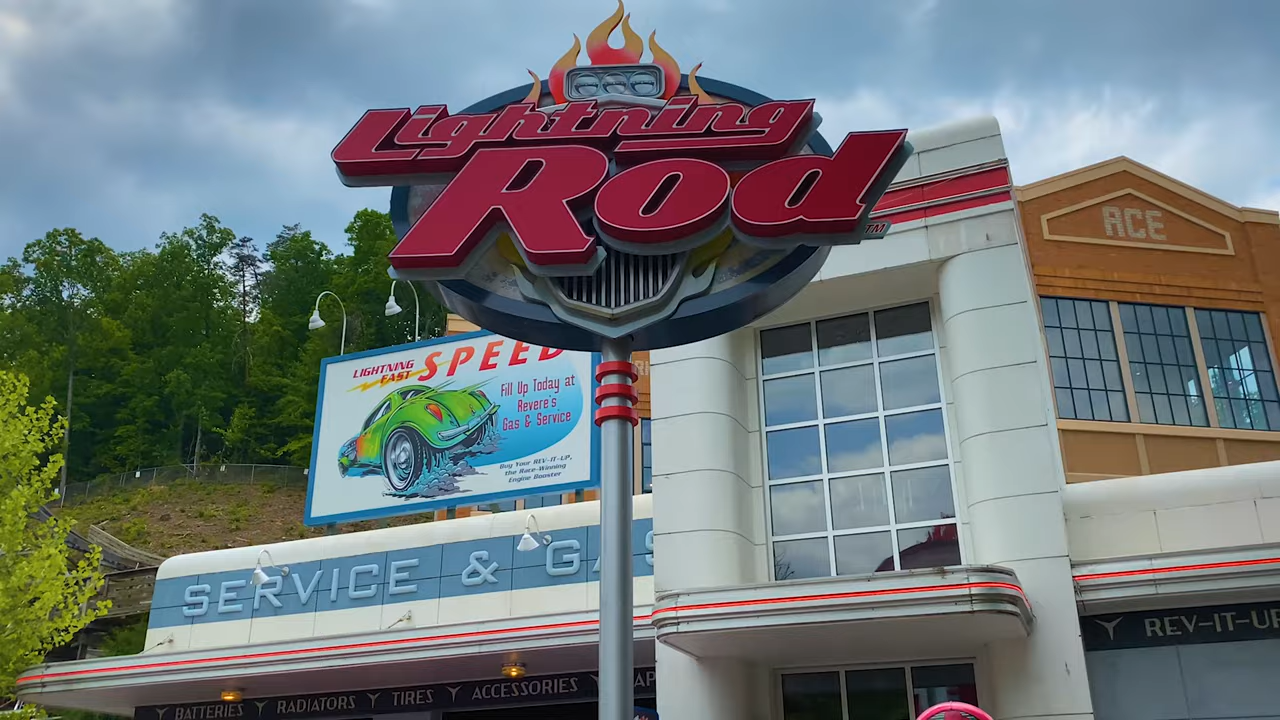 Lightning
Rod
TM
ACE
LIGHTNING
FAST
SPEED
Fill Up Today at
Revere's
Gas & Service
Buy Your REV-IT-UP,
the Race-Winning
Engine Booster
SERVICE & GAS
REV-IT-UP
BATTERIES RADIATORS TIRES ACCESSORIES